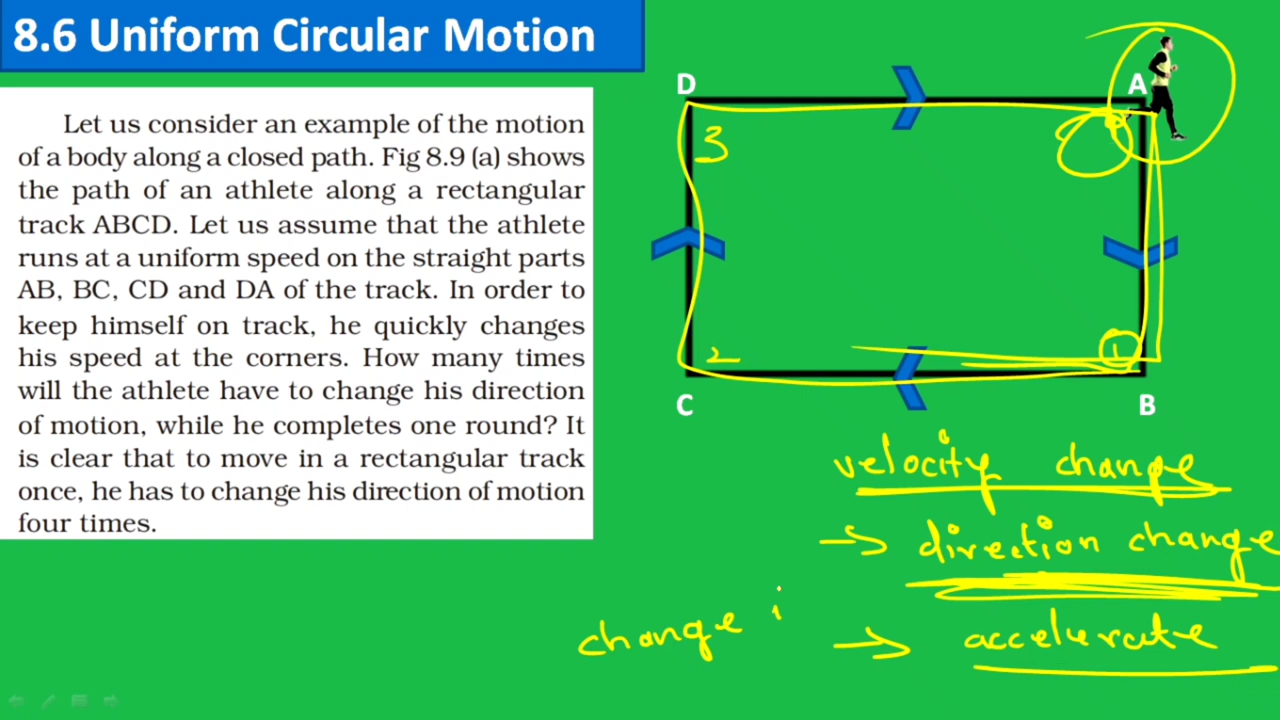 8.6 Uniform Circular Motion
Let us consider an example of the motion
of a body along a closed path. Fig 8.9 (a) shows
the path of an athlete along a rectangular
track ABCD. Let us assume that the athlete
runs at a uniform speed on the straight parts
AB, BC, CD and DA of the track. In order to
keep himself on track, he quickly changes
his speed at the corners. How many times
will the athlete have to change his direction
of motion, while he completes one round? It
is clear that to move in a rectangular track
once, he has to change his direction of motion
four times.
D
A
3
2
1
C
B
velocity change
→ direction change
change i
→ accelerate